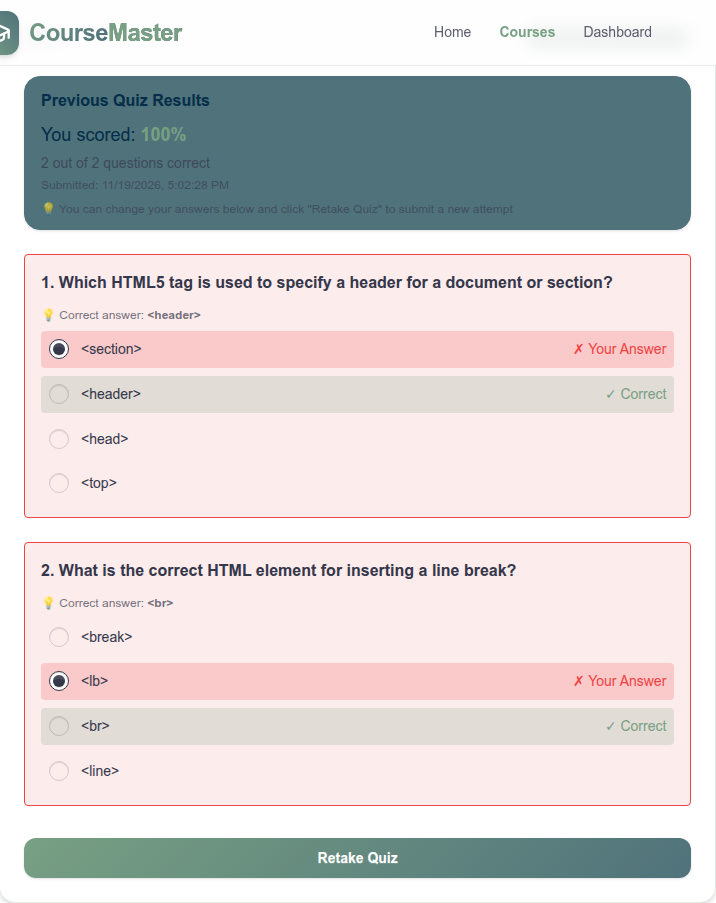 CourseMaster
Home Courses Dashboard
Previous Quiz Results
You scored: 100%
2 out of 2 questions correct
Submitted: 11/19/2026, 5:02:28 PM
💡 You can change your answers below and click "Retake Quiz" to submit a new attempt
1. Which HTML5 tag is used to specify a header for a document or section?
💡 Correct answer: <header>
<section> ✗ Your Answer
<header> ✓ Correct
<head>
<top>
2. What is the correct HTML element for inserting a line break?
💡 Correct answer: <br>
<break>
<lb> ✗ Your Answer
<br> ✓ Correct
<line>
Retake Quiz